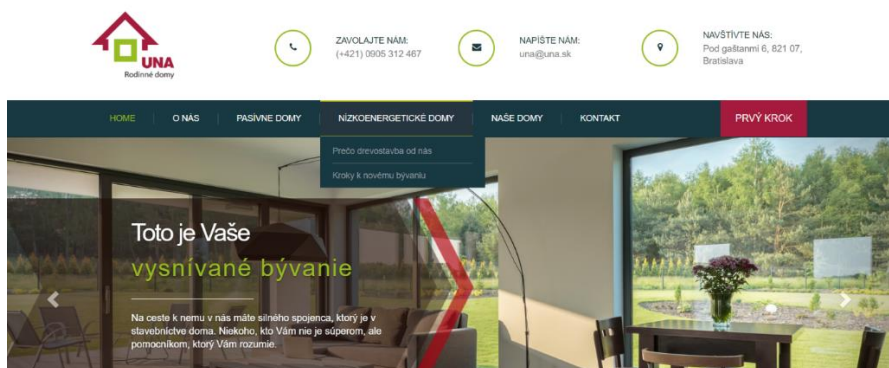 UNA
Rodinné domy
ZAVOLAJTE NÁM:
(+421) 0905 312 467
NAPÍŠTE NÁM:
una@una.sk
NAVŠTÍVTE NÁS:
Pod gaštanmi 6, 821 07,
Bratislava
HOME
O NÁS
PASÍVNE DOMY
NÍZKOENERGETICKÉ DOMY
NAŠE DOMY
KONTAKT
PRVÝ KROK
Prečo drevostavba od nás
Kroky k novému bývaniu
Toto je Vaše
vysnívané bývanie
Na ceste k nemu v nás máte silného spojenca, ktorý je v
stavebníctve doma. Niekoho, kto Vám nie je súperom, ale
pomocníkom, ktorý Vám rozumie.